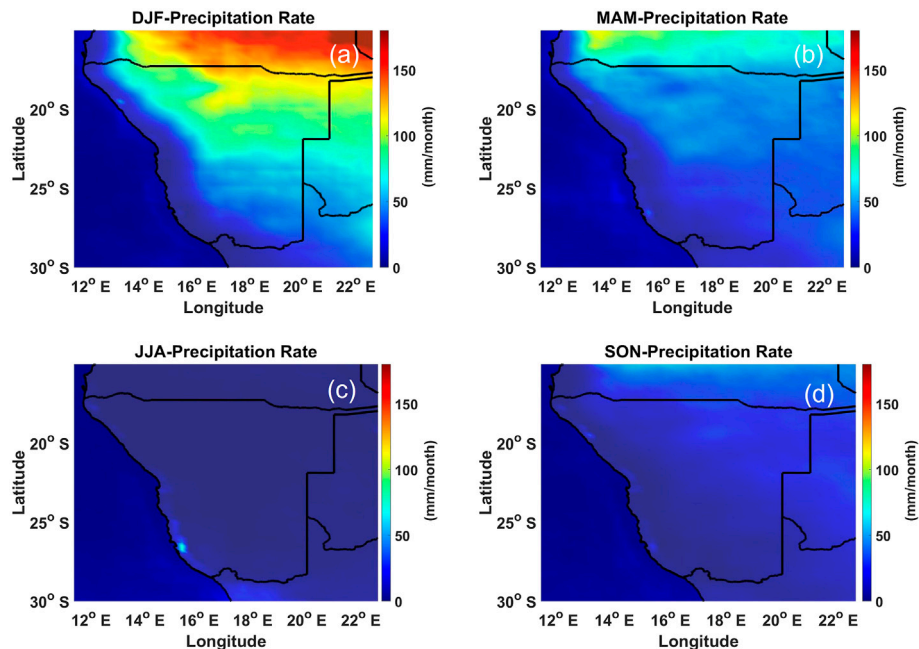 DJF-Precipitation Rate
(a)
20° S
25° S
30° S
Latitude
12° E 14° E 16° E 18° E 20° E 22° E
Longitude
150
100
50
0
(mm/month)
MAM-Precipitation Rate
(b)
20° S
25° S
30° S
Latitude
12° E 14° E 16° E 18° E 20° E 22° E
Longitude
150
100
50
0
(mm/month)
JJA-Precipitation Rate
(c)
20° S
25° S
30° S
Latitude
12° E 14° E 16° E 18° E 20° E 22° E
Longitude
150
100
50
0
(mm/month)
SON-Precipitation Rate
(d)
20° S
25° S
30° S
Latitude
12° E 14° E 16° E 18° E 20° E 22° E
Longitude
150
100
50
0
(mm/month)